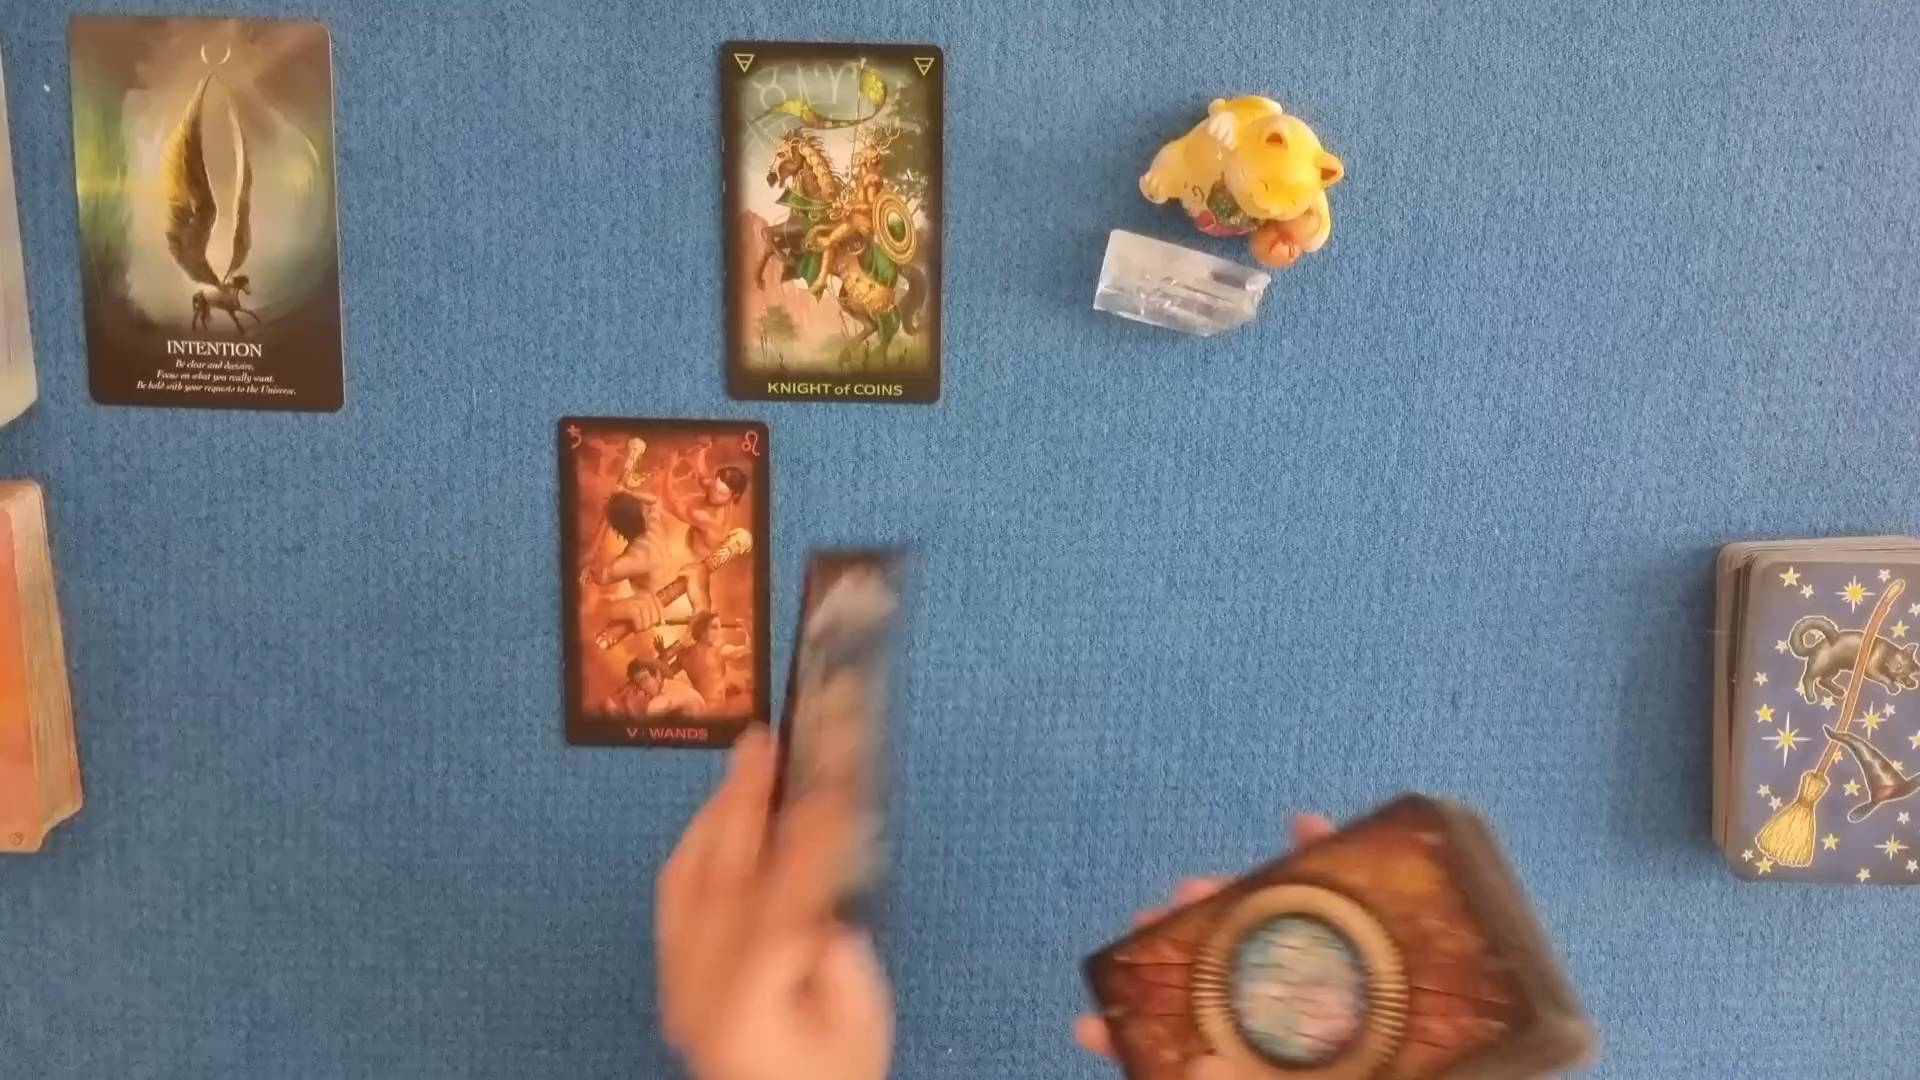 INTENTION
Be clear and decisive,
Focus on what you really want.
Be bold with your requests to the Universe.
KNIGHT of COINS
V · WANDS